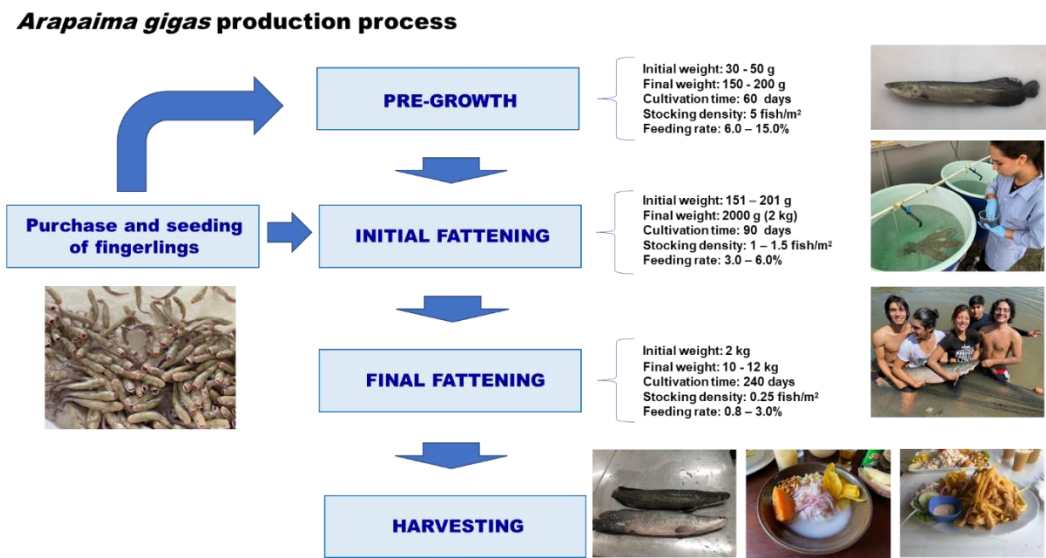 Arapaima gigas production process
PRE-GROWTH
Initial weight: 30 - 50 g
Final weight: 150 - 200 g
Cultivation time: 60 days
Stocking density: 5 fish/m²
Feeding rate: 6.0 – 15.0%
Purchase and seeding
of fingerlings
INITIAL FATTENING
Initial weight: 151 – 201 g
Final weight: 2000 g (2 kg)
Cultivation time: 90 days
Stocking density: 1 – 1.5 fish/m²
Feeding rate: 3.0 – 6.0%
FINAL FATTENING
Initial weight: 2 kg
Final weight: 10 - 12 kg
Cultivation time: 240 days
Stocking density: 0.25 fish/m²
Feeding rate: 0.8 – 3.0%
HARVESTING